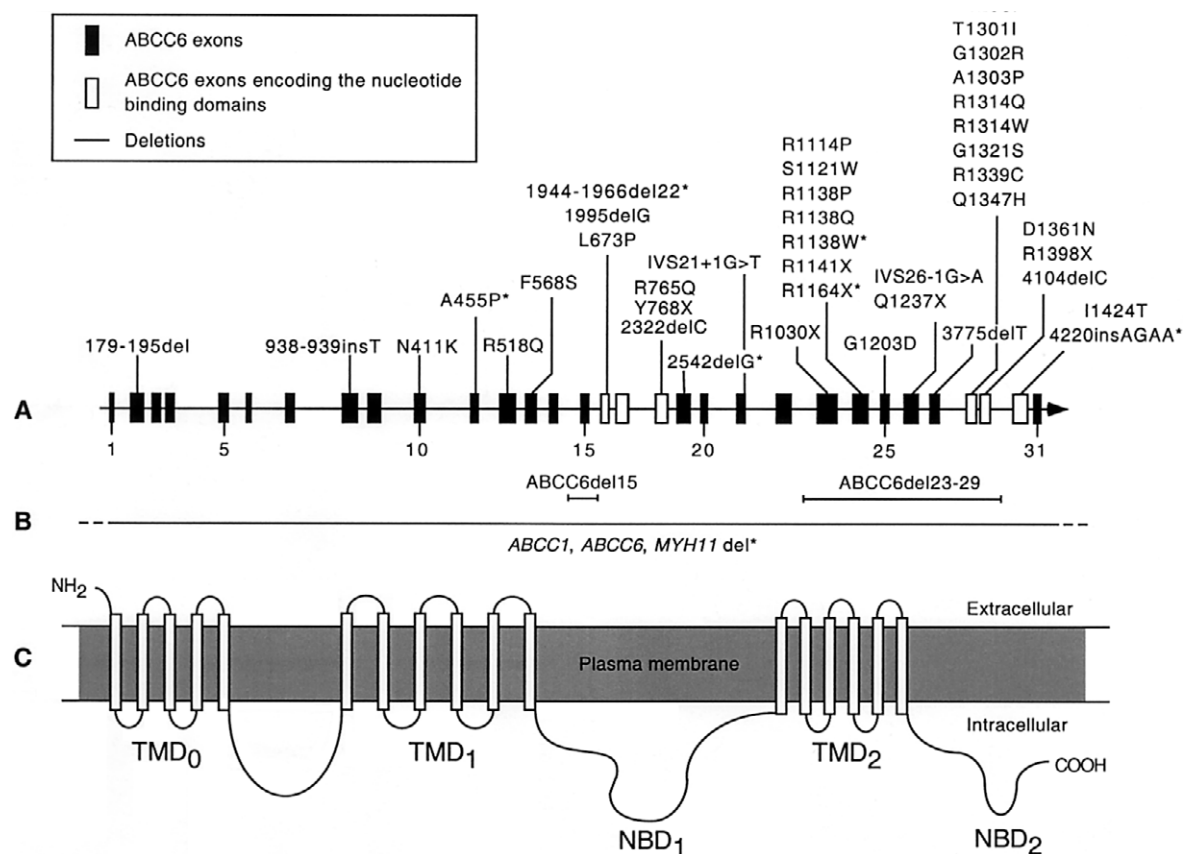 ABCC6 exons
ABCC6 exons encoding the nucleotide
binding domains
Deletions
T1301I
G1302R
A1303P
R1314Q
R1314W
G1321S
R1339C
Q1347H
R1114P
S1121W
R1138P
R1138Q
R1138W*
R1141X
R1164X*
1944-1966del22*
1995delG
L673P
D1361N
R1398X
4104delC
IVS21+1G>T
IVS26-1G>A
Q1237X
F568S
R765Q
Y768X
2322delC
A455P*
I1424T
4220insAGAA*
179-195del
938-939insT
N411K
R518Q
2542delG*
R1030X
G1203D
3775delT
A
1
5
10
15
20
25
31
ABCC6del15
ABCC6del23-29
B
ABCC1, ABCC6, MYH11 del*
NH2
Extracellular
C
Plasma membrane
Intracellular
TMD0
TMD1
TMD2
COOH
NBD1
NBD2